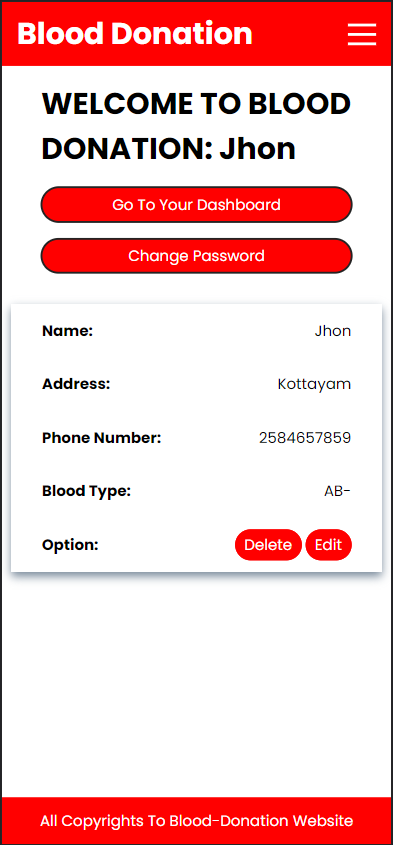 Blood Donation
WELCOME TO BLOOD
DONATION: Jhon
Go To Your Dashboard
Change Password
Name: Jhon
Address: Kottayam
Phone Number: 2584657859
Blood Type: AB-
Option: Delete Edit
All Copyrights To Blood-Donation Website